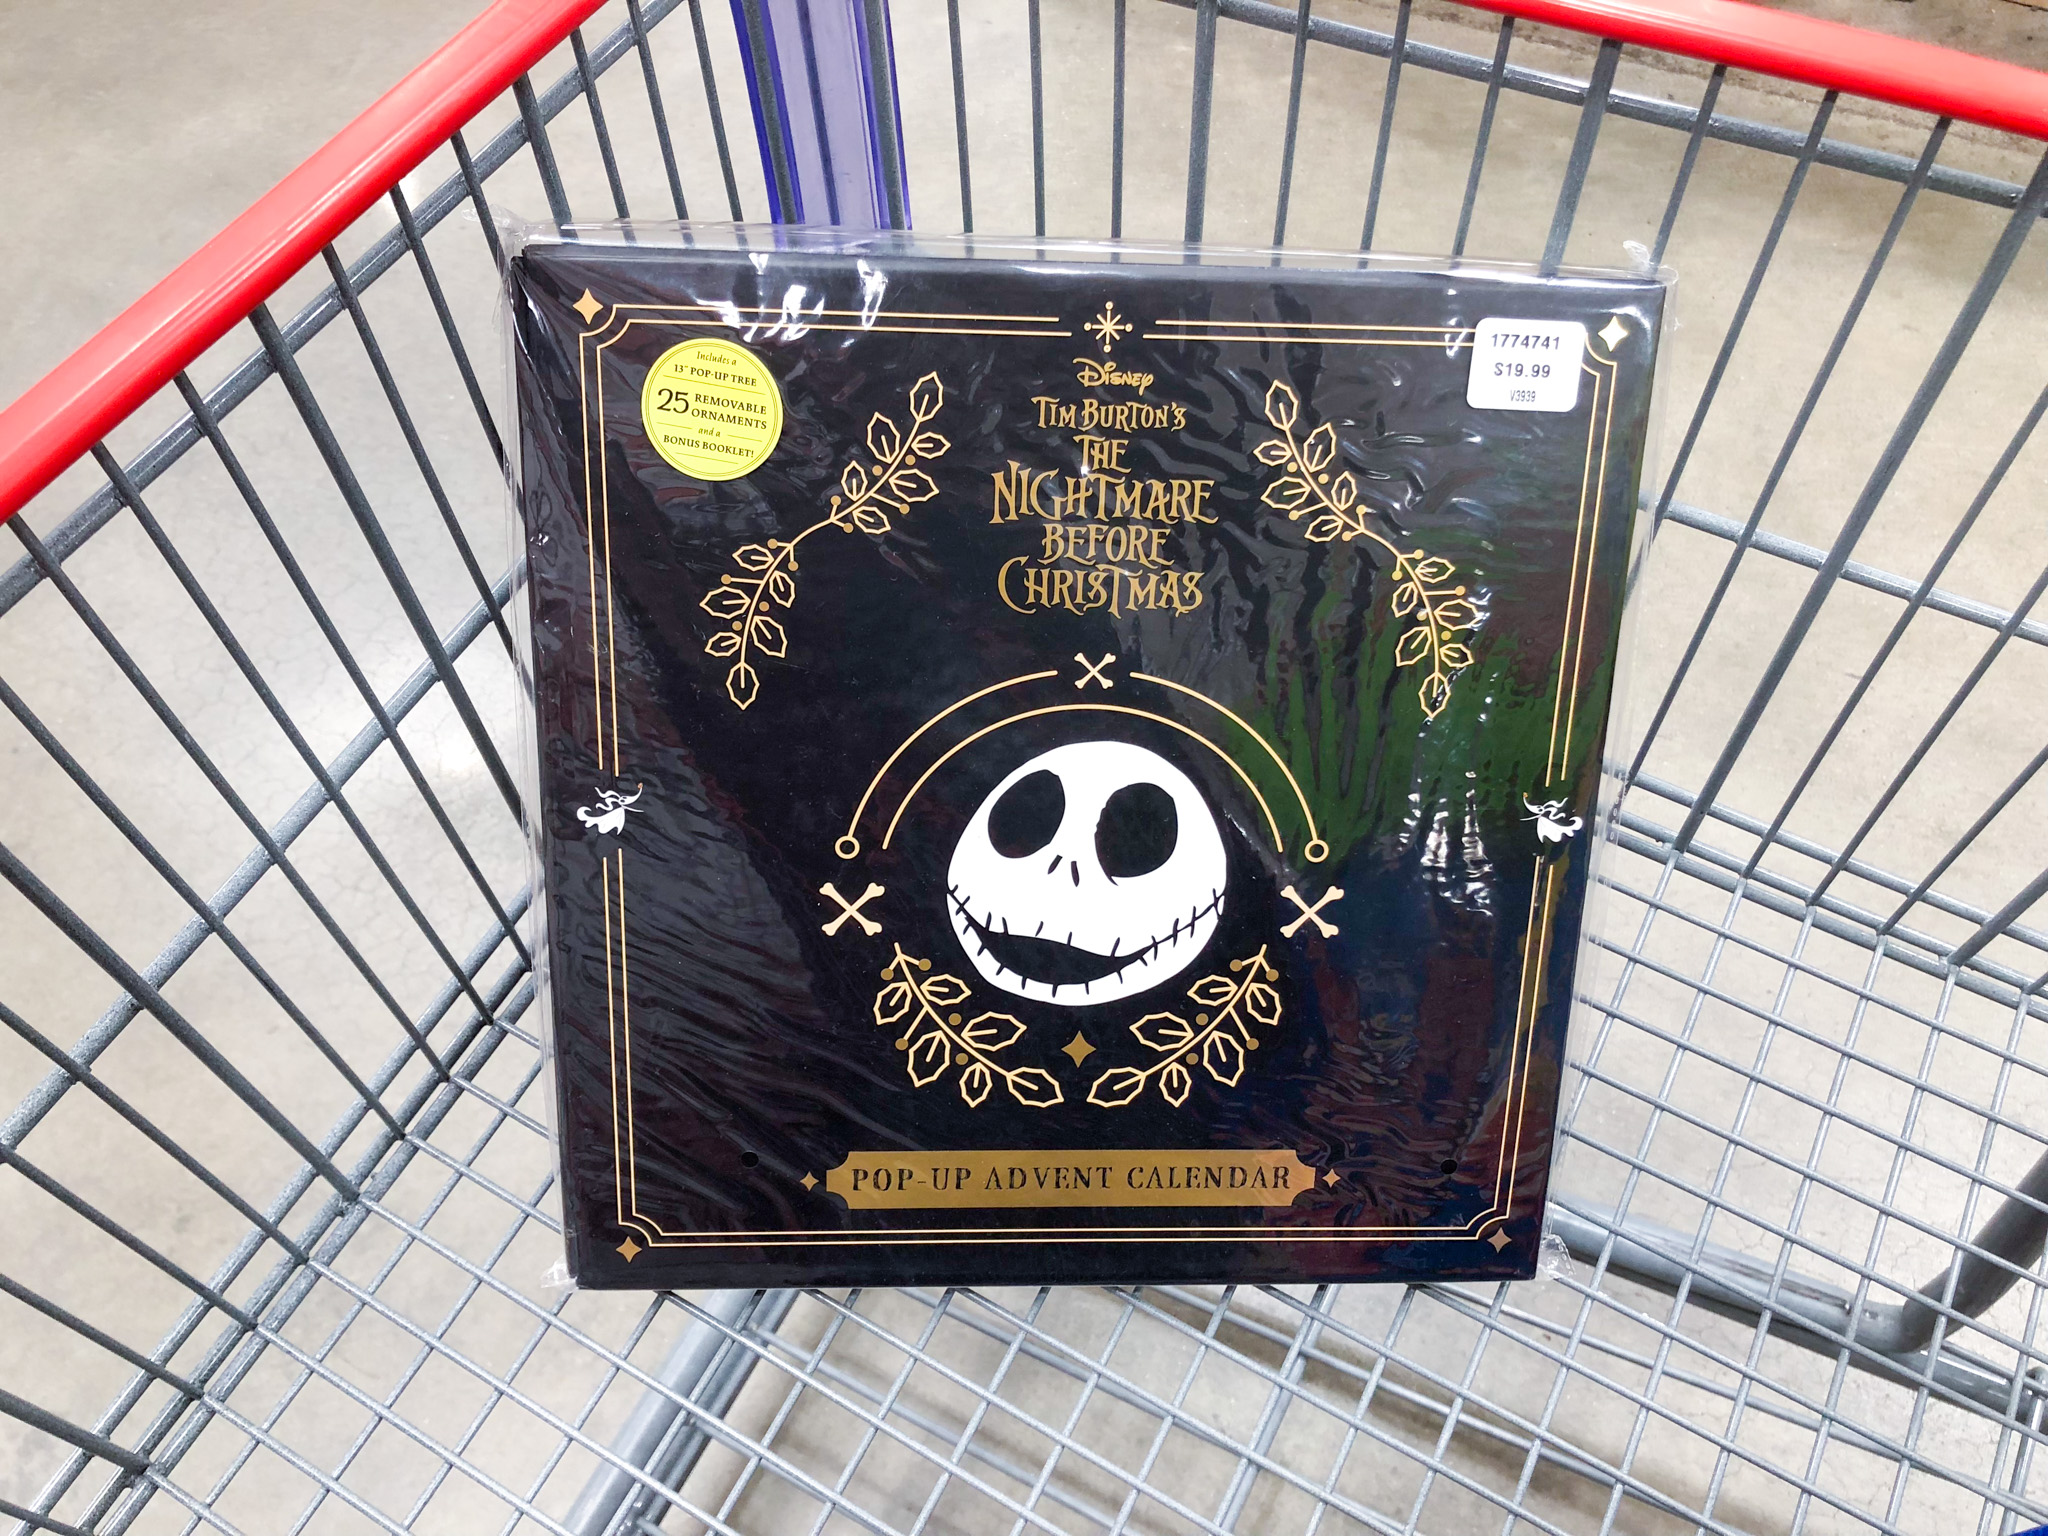 Includes a
13" POP-UP TREE
25 REMOVABLE
ORNAMENTS
and a
BONUS BOOKLET!
Disney
TIM BURTON'S
THE
NIGHTMARE
BEFORE
CHRISTMAS
1774741
$19.99
V3939
POP-UP ADVENT CALENDAR